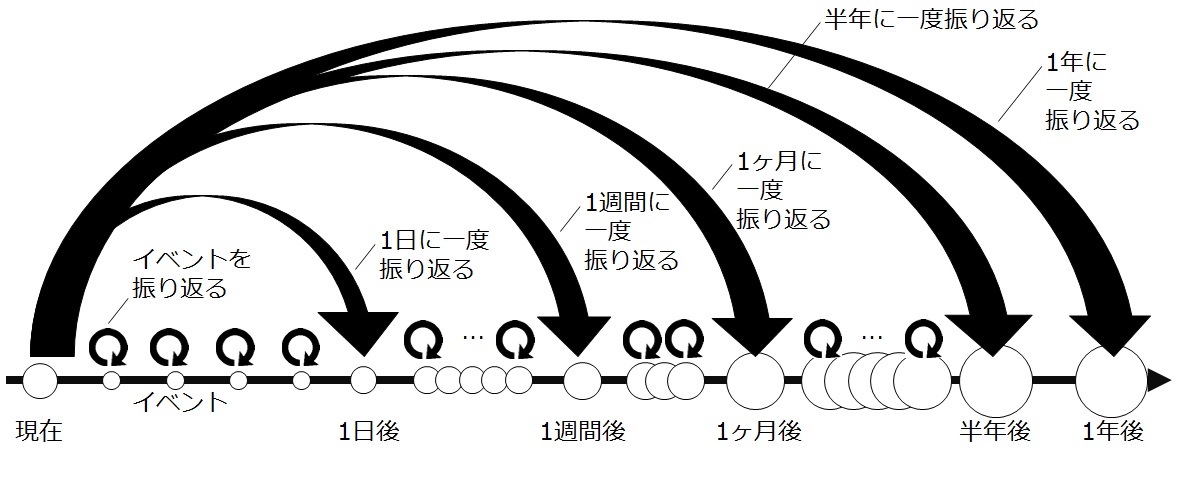 半年に一度振り返る
1年に
一度
振り返る
1ヶ月に
一度
振り返る
1週間に
一度
振り返る
1日に一度
振り返る
イベントを
振り返る
…
…
イベント
現在
1日後
1週間後
1ヶ月後
半年後
1年後